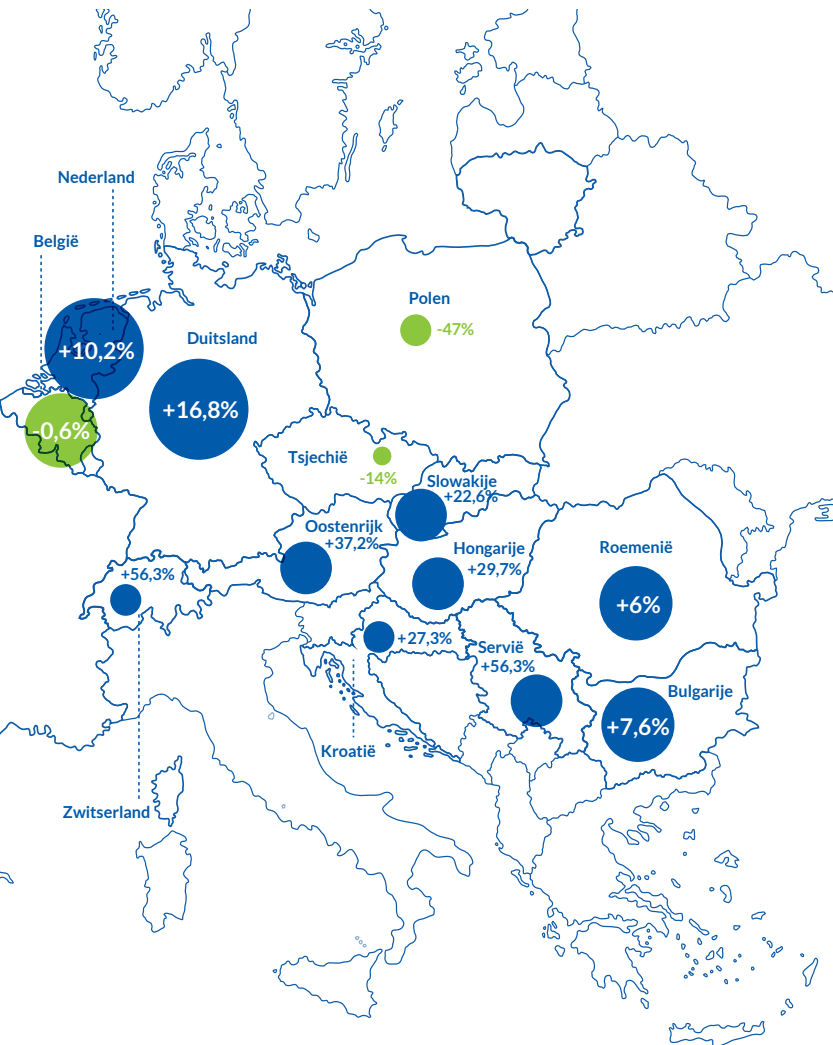 Nederland
België
+10,2%
-0,6%
Duitsland
+16,8%
Polen
-47%
Tsjechië
-14%
Slowakije
+22,6%
Oostenrijk
+37,2%
Hongarije
+29,7%
Roemenië
+6%
+56,3%
Zwitserland
+27,3%
Kroatië
Servië
+56,3%
Bulgarije
+7,6%